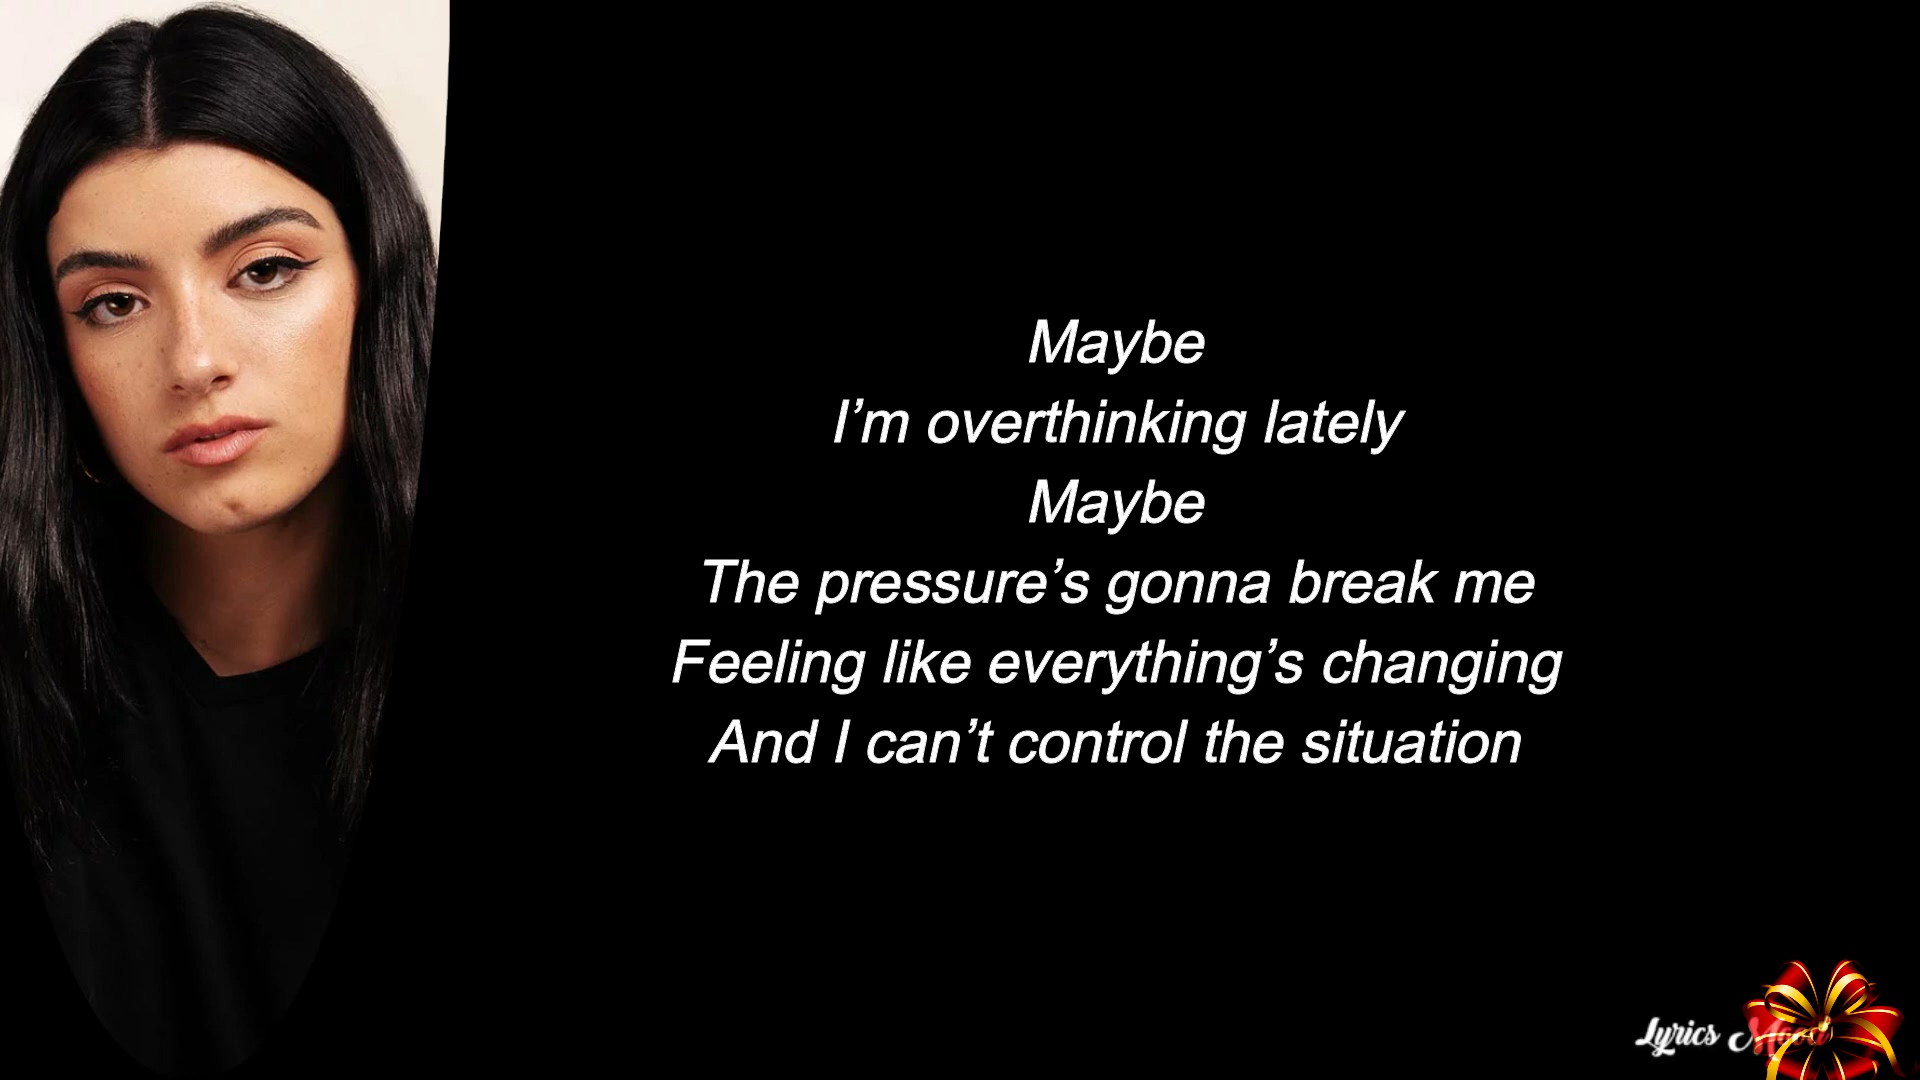 Maybe
I’m overthinking lately
Maybe
The pressure’s gonna break me
Feeling like everything’s changing
And I can’t control the situation
Lyrics Mood